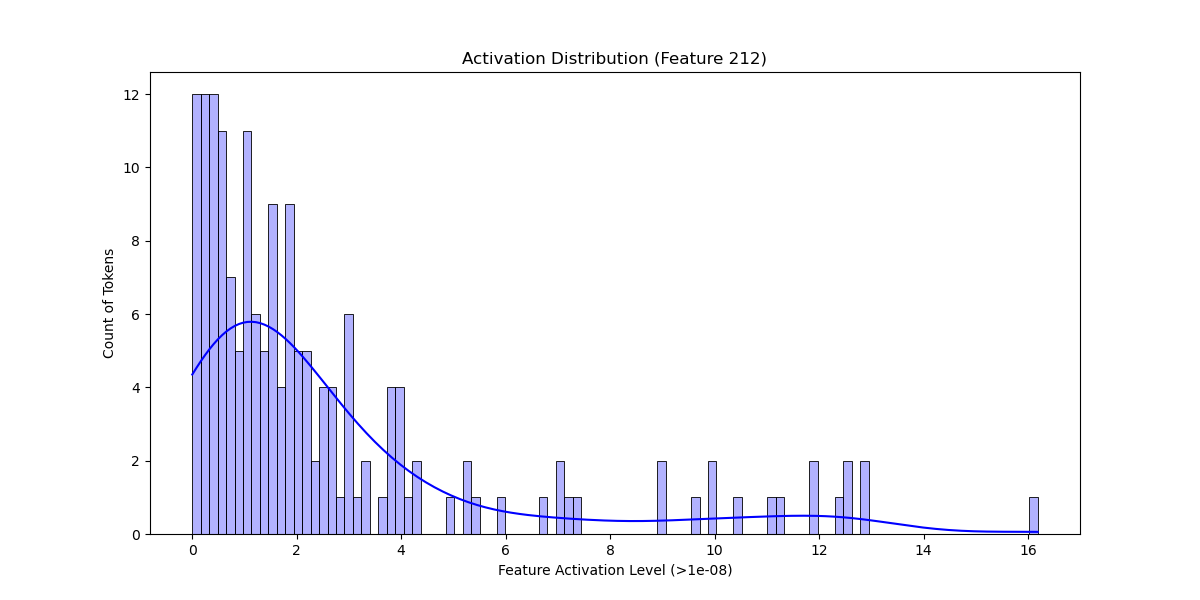 Activation Distribution (Feature 212)
12
10
8
6
4
2
0
Count of Tokens
0 2 4 6 8 10 12 14 16
Feature Activation Level (>1e-08)